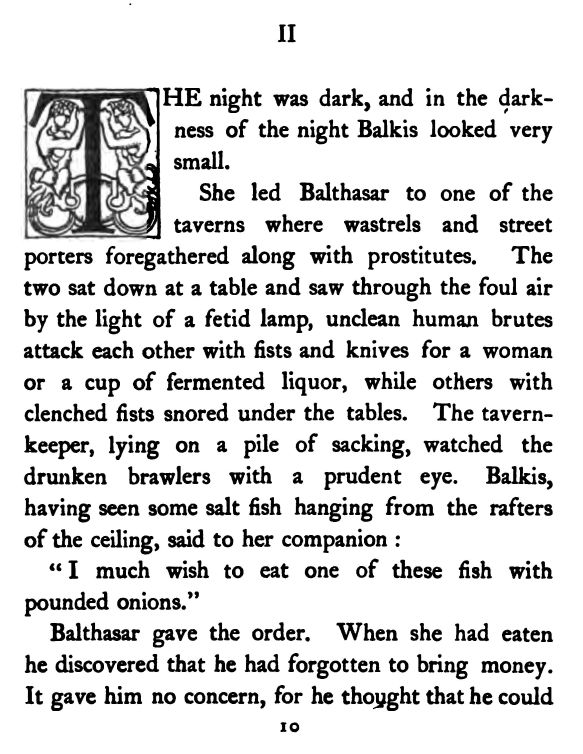 II
THE night was dark, and in the dark-
ness of the night Balkis looked very
small.
She led Balthasar to one of the
taverns where wastrels and street
porters foregathered along with prostitutes. The
two sat down at a table and saw through the foul air
by the light of a fetid lamp, unclean human brutes
attack each other with fists and knives for a woman
or a cup of fermented liquor, while others with
clenched fists snored under the tables. The tavern-
keeper, lying on a pile of sacking, watched the
drunken brawlers with a prudent eye. Balkis,
having seen some salt fish hanging from the rafters
of the ceiling, said to her companion :
“ I much wish to eat one of these fish with
pounded onions.”
Balthasar gave the order. When she had eaten
he discovered that he had forgotten to bring money.
It gave him no concern, for he thought that he could
10